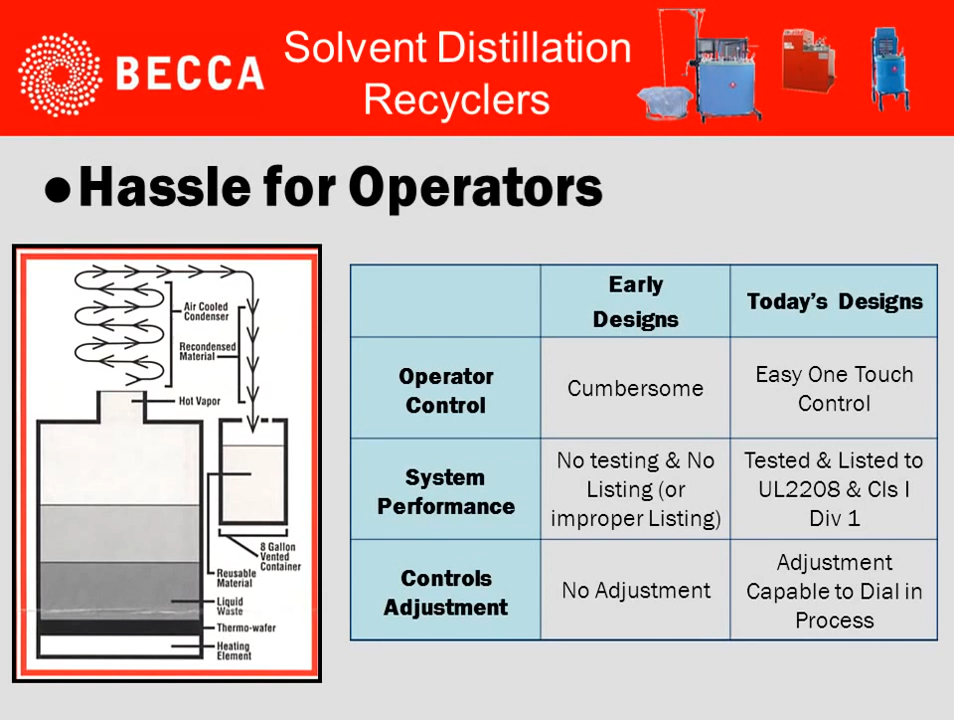 BECCA
Solvent Distillation
Recyclers
●Hassle for Operators
Air Cooled
Condenser
Recondensed
Material
Hot Vapor
8 Gallon
Vented
Container
Reusable
Material
Liquid
Waste
Thermo-wafer
Heating
Element
Early
Designs
Today's Designs
Operator
Control
Cumbersome
Easy One Touch
Control
System
Performance
No testing & No
Listing (or
improper Listing)
Tested & Listed to
UL2208 & Cls I
Div 1
Controls
Adjustment
No Adjustment
Adjustment
Capable to Dial in
Process